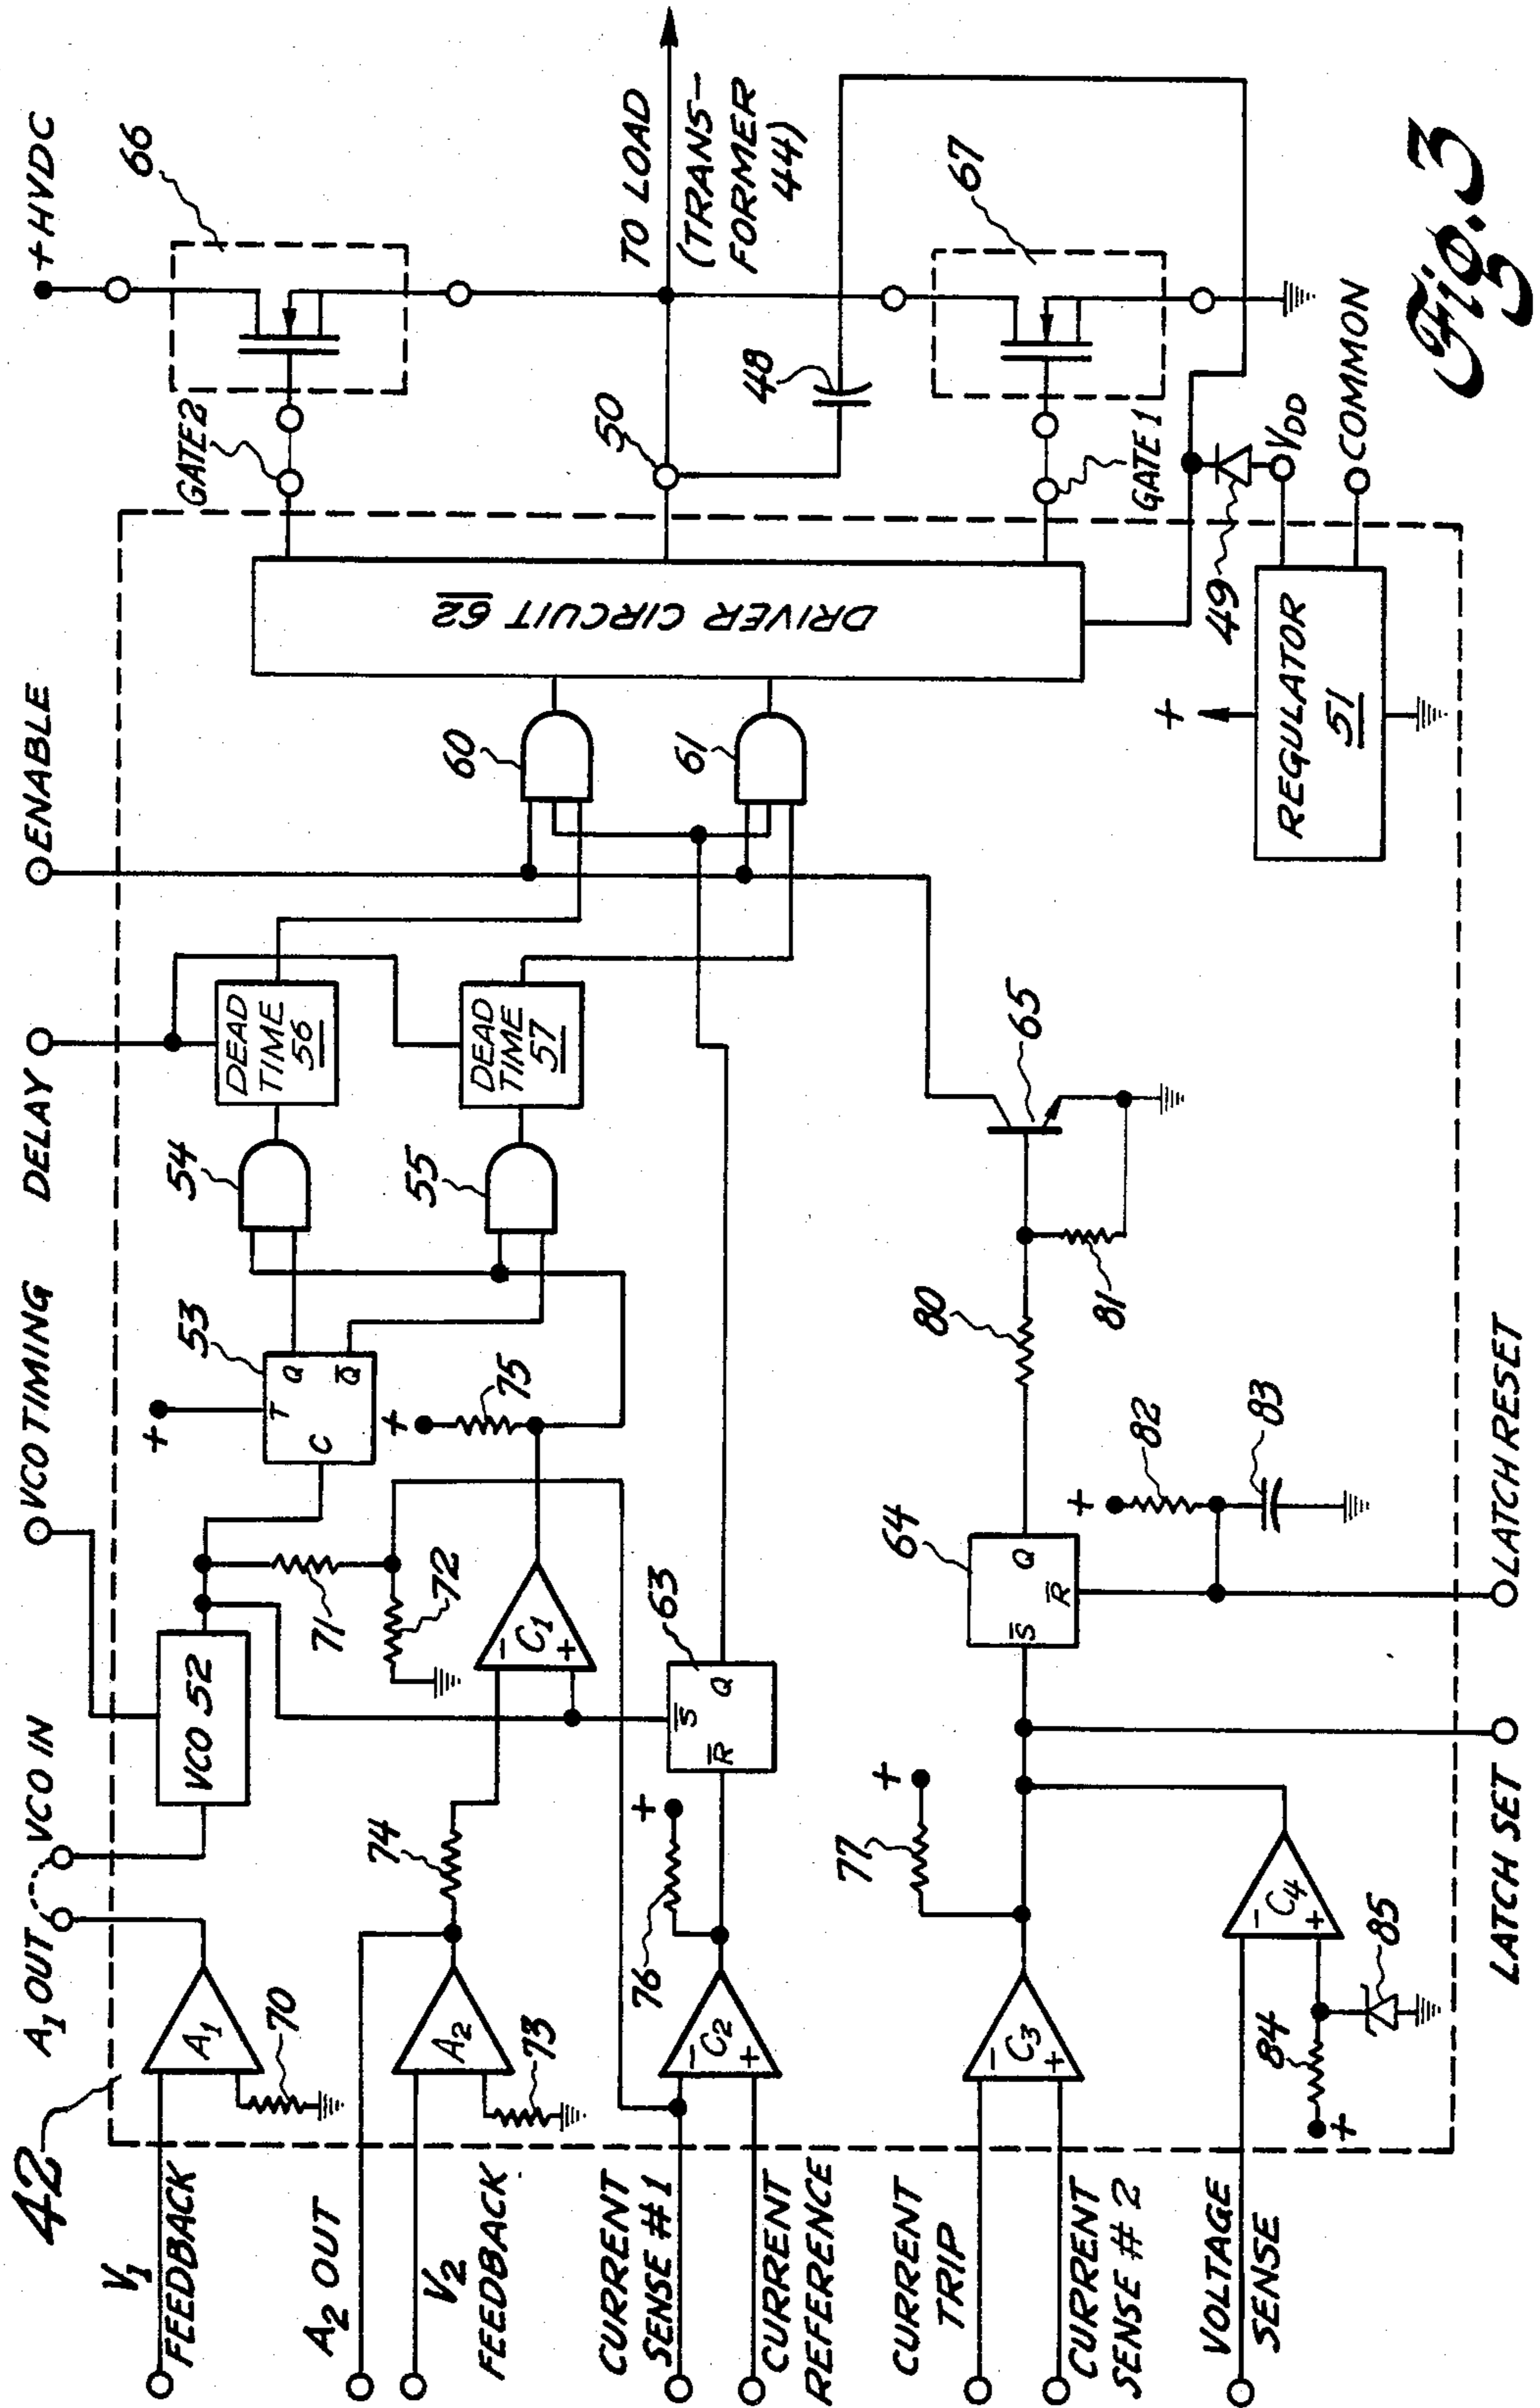 42
A1 OUT
VCO IN
VCO TIMING
DELAY
ENABLE
+HVDC
V1
FEEDBACK
A2 OUT
V2
FEEDBACK
CURRENT
SENSE #1
CURRENT
REFERENCE
CURRENT
TRIP
CURRENT
SENSE #2
VOLTAGE
SENSE
A1
70
A2
73
74
C2
- +
76
+
C3
- +
77
+
C4
- +
84
+
85
VCO 52
71
72
C1
- +
75
+
63
S
R
Q
64
S
R
Q
82
+
83
80
81
65
53
+
T
C
Q
Q
54
55
DEAD
TIME
56
DEAD
TIME
57
60
61
DRIVER CIRCUIT 62
REGULATOR
51
+
49
VDD
COMMON
GATE 2
GATE 1
50
48
66
67
TO LOAD
(TRANS-
FORMER
44)
LATCH SET
LATCH RESET
Fig. 3